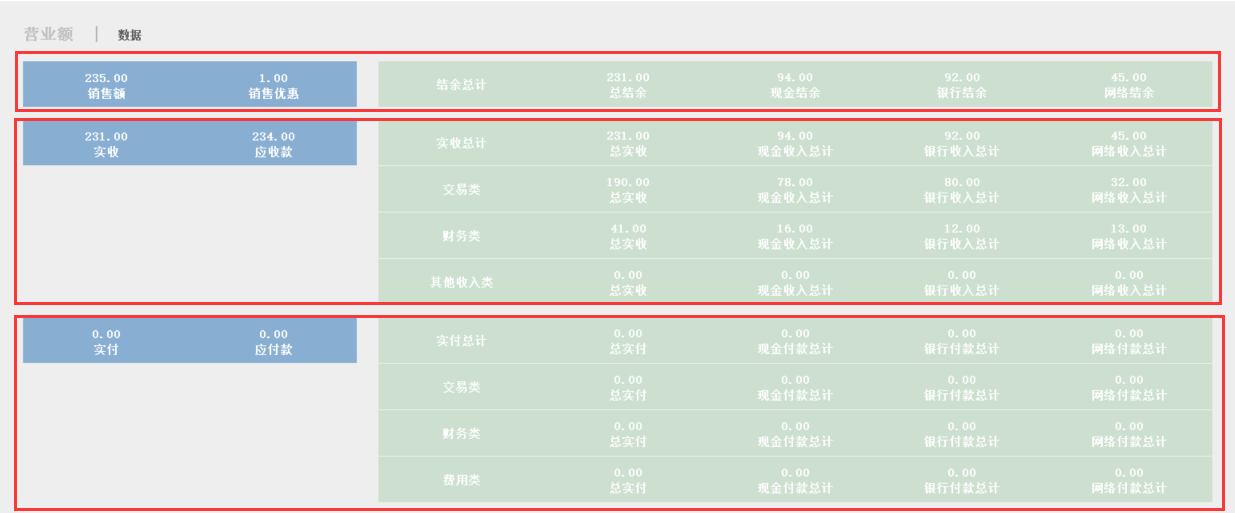 营业额 | 数据
235.00 1.00 结余总计 231.00 94.00 92.00 45.00
销售额 销售优惠 总结余 现金结余 银行结余 网络结余
231.00 234.00 实收总计 231.00 94.00 92.00 45.00
实收 应收款 总实收 现金收入总计 银行收入总计 网络收入总计
交易类 190.00 78.00 80.00 32.00
总实收 现金收入总计 银行收入总计 网络收入总计
财务类 41.00 16.00 12.00 13.00
总实收 现金收入总计 银行收入总计 网络收入总计
其他收入类 0.00 0.00 0.00 0.00
总实收 现金收入总计 银行收入总计 网络收入总计
0.00 0.00 实付总计 0.00 0.00 0.00 0.00
实付 应付款 总实付 现金付款总计 银行付款总计 网络付款总计
交易类 0.00 0.00 0.00 0.00
总实付 现金付款总计 银行付款总计 网络付款总计
财务类 0.00 0.00 0.00 0.00
总实付 现金付款总计 银行付款总计 网络付款总计
费用类 0.00 0.00 0.00 0.00
总实付 现金付款总计 银行付款总计 网络付款总计